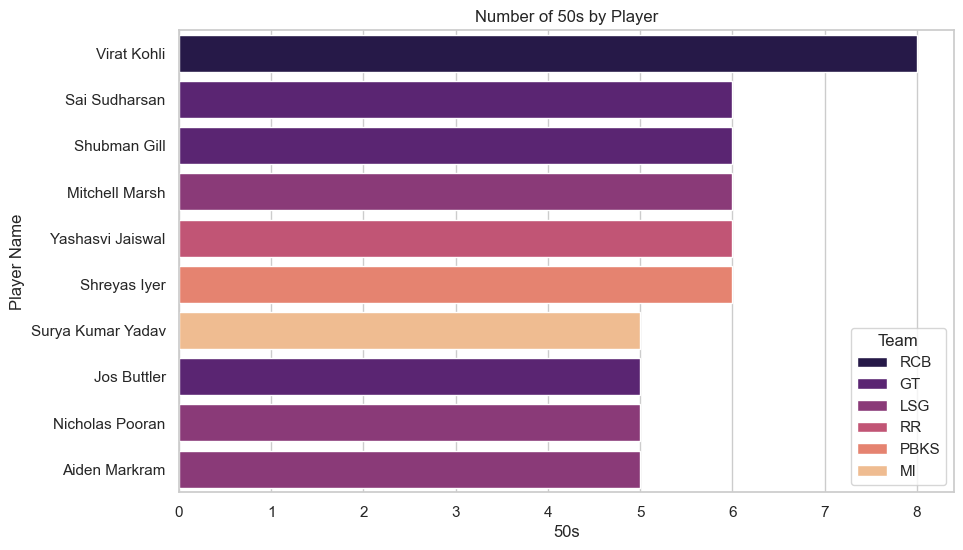 Number of 50s by Player
Player Name
Virat Kohli
Sai Sudharsan
Shubman Gill
Mitchell Marsh
Yashasvi Jaiswal
Shreyas Iyer
Surya Kumar Yadav
Jos Buttler
Nicholas Pooran
Aiden Markram
Team
RCB
GT
LSG
RR
PBKS
MI
0 1 2 3 4 5 6 7 8
50s